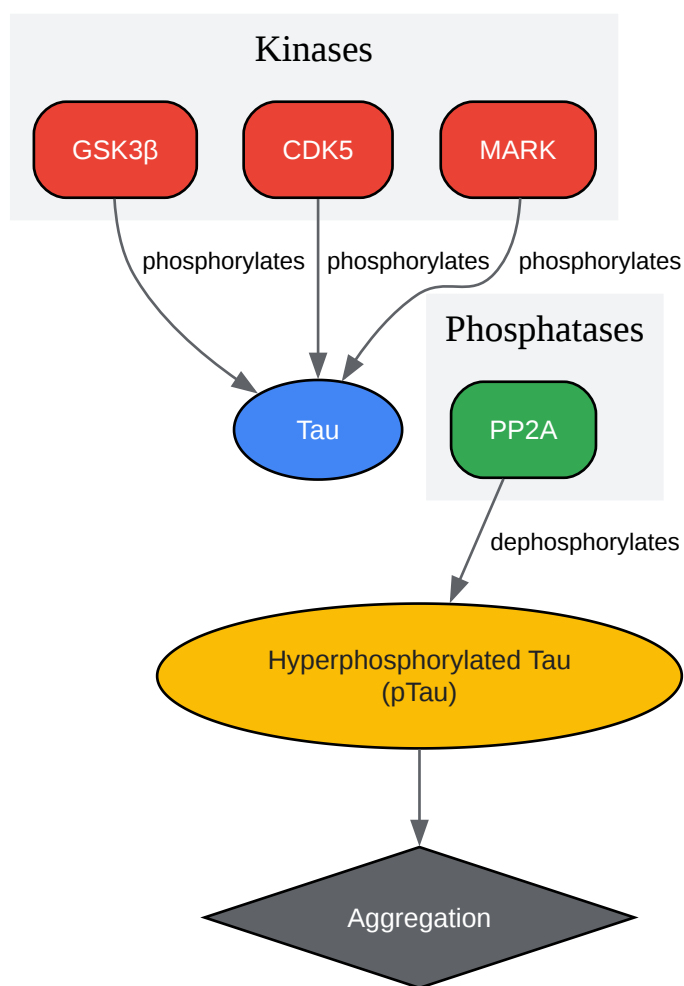 Kinases
GSK3β
CDK5
MARK
phosphorylates
phosphorylates
phosphorylates
Phosphatases
Tau
PP2A
dephosphorylates
Hyperphosphorylated Tau
(pTau)
Aggregation